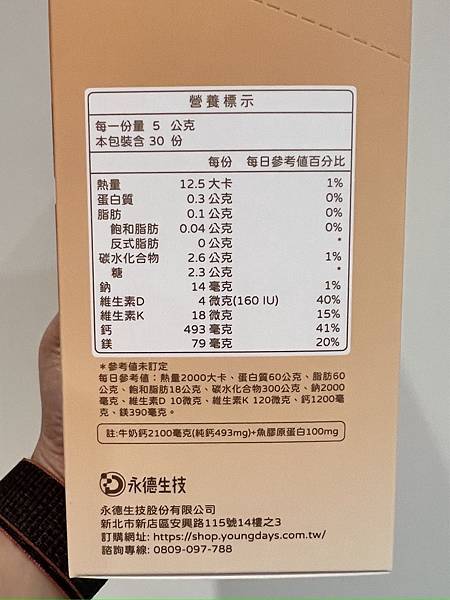 營養標示
每一份量 5 公克
本包裝含 30 份
每份 每日參考值百分比
熱量 12.5 大卡 1%
蛋白質 0.3 公克 0%
脂肪 0.1 公克 0%
飽和脂肪 0.04 公克 0%
反式脂肪 0 公克 *
碳水化合物 2.6 公克 1%
糖 2.3 公克 *
鈉 14 毫克 1%
維生素D 4 微克(160 IU) 40%
維生素K 18 微克 15%
鈣 493 毫克 41%
鎂 79 毫克 20%
*參考值未訂定
每日參考值：熱量2000大卡、蛋白質60公克、脂肪60
公克、飽和脂肪18公克、碳水化合物300公克、鈉2000
毫克、維生素D 10微克、維生素K 120微克、鈣1200毫
克、鎂390毫克。
註:牛奶鈣2100毫克(純鈣493mg)+魚膠原蛋白100mg
永德生技
永德生技股份有限公司
新北市新店區安興路115號14樓之3
訂購網址: https://shop.youngdays.com.tw/
諮詢專線: 0809-097-788